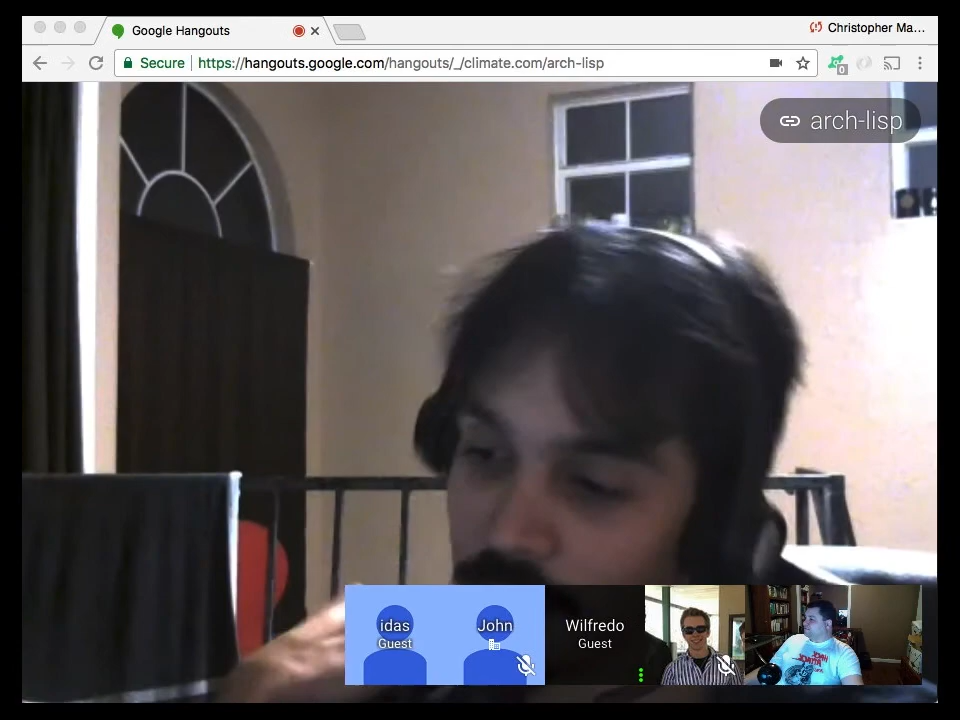 Google Hangouts
Christopher Ma...
Secure
https://hangouts.google.com/hangouts/_/climate.com/arch-lisp
0
arch-lisp
idas
Guest
John
Wilfredo
Guest